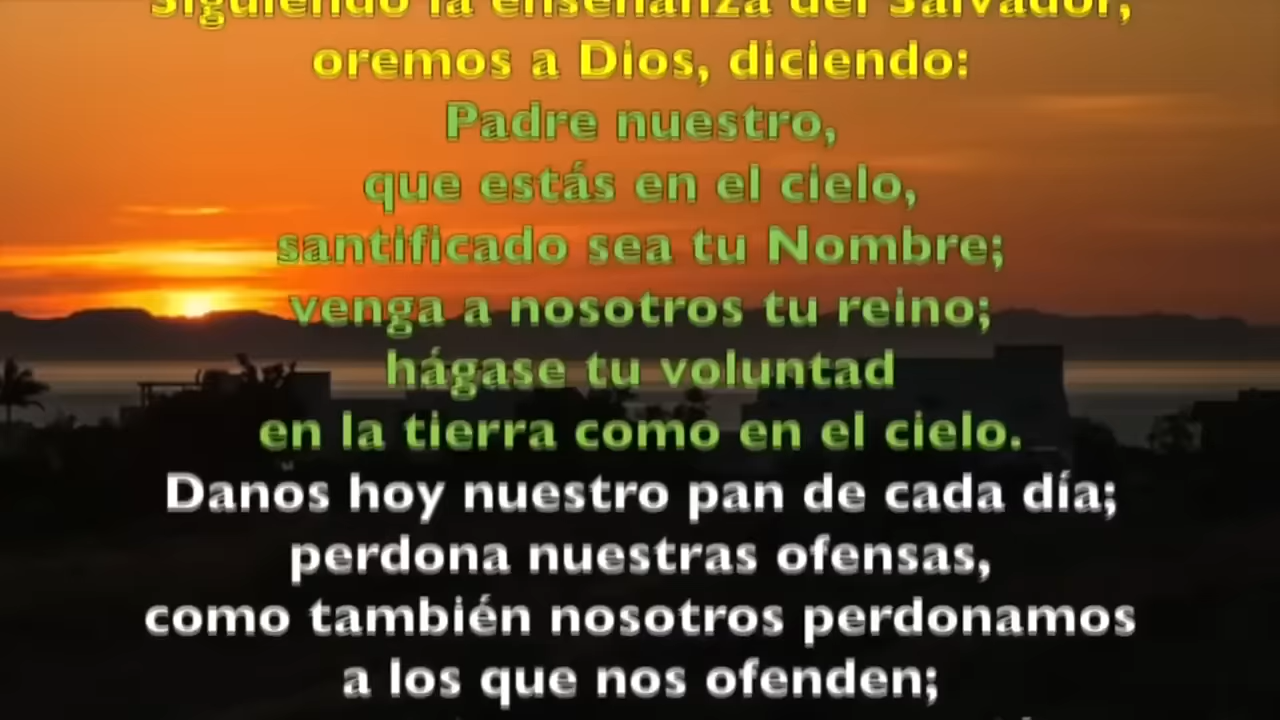 Siguiendo la enseñanza del Salvador,
oremos a Dios, diciendo:
Padre nuestro,
que estás en el cielo,
santificado sea tu Nombre;
venga a nosotros tu reino;
hágase tu voluntad
en la tierra como en el cielo.
Danos hoy nuestro pan de cada día;
perdona nuestras ofensas,
como también nosotros perdonamos
a los que nos ofenden;